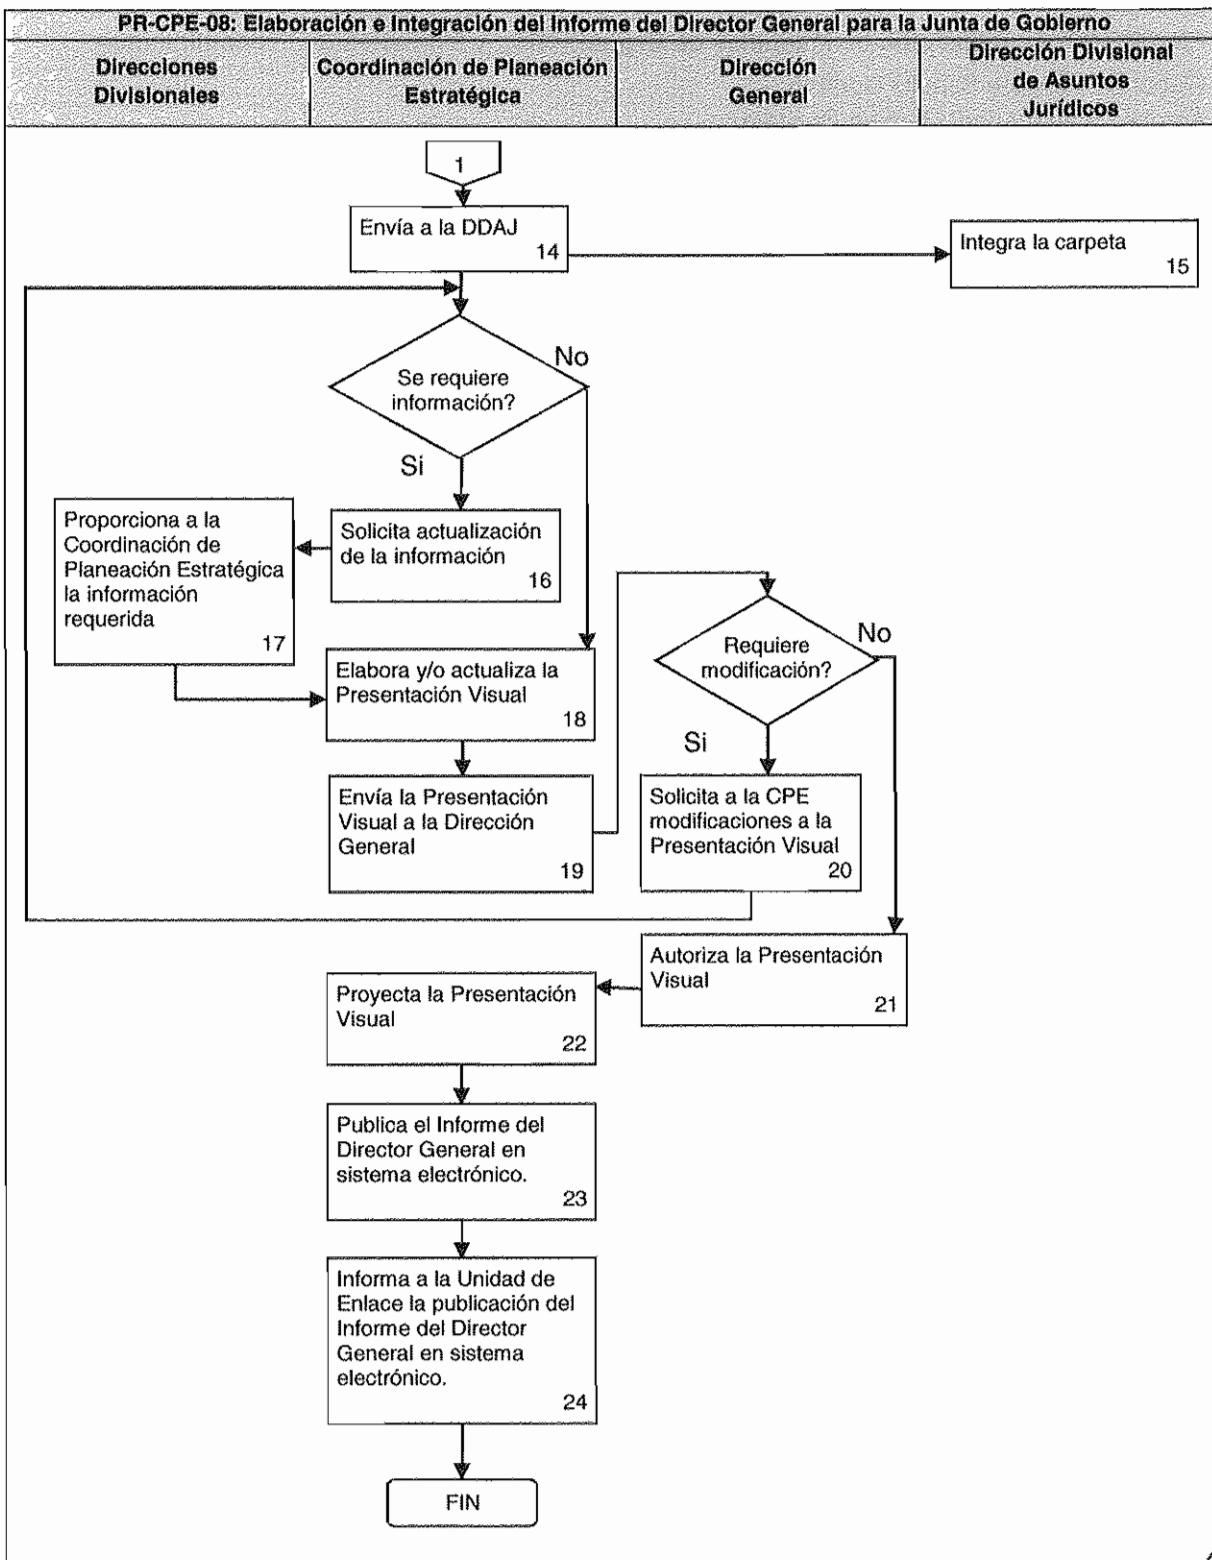 PR-CPE-08: Elaboración e Integración del Informe del Director General para la Junta de Gobierno
Direcciones
Divisionales
Coordinación de Planeación
Estratégica
Dirección
General
Dirección Divisional
de Asuntos
Jurídicos
1
Envía a la DDAJ
14
Integra la carpeta
15
Se requiere
información?
No
Si
Proporciona a la
Coordinación de
Planeación Estratégica
la información
requerida
17
Solicita actualización
de la información
16
Requiere
modificación?
No
Si
Elabora y/o actualiza la
Presentación Visual
18
Envía la Presentación
Visual a la Dirección
General
19
Solicita a la CPE
modificaciones a la
Presentación Visual
20
Autoriza la Presentación
Visual
21
Proyecta la Presentación
Visual
22
Publica el Informe del
Director General en
sistema electrónico.
23
Informa a la Unidad de
Enlace la publicación del
Informe del Director
General en sistema
electrónico.
24
FIN